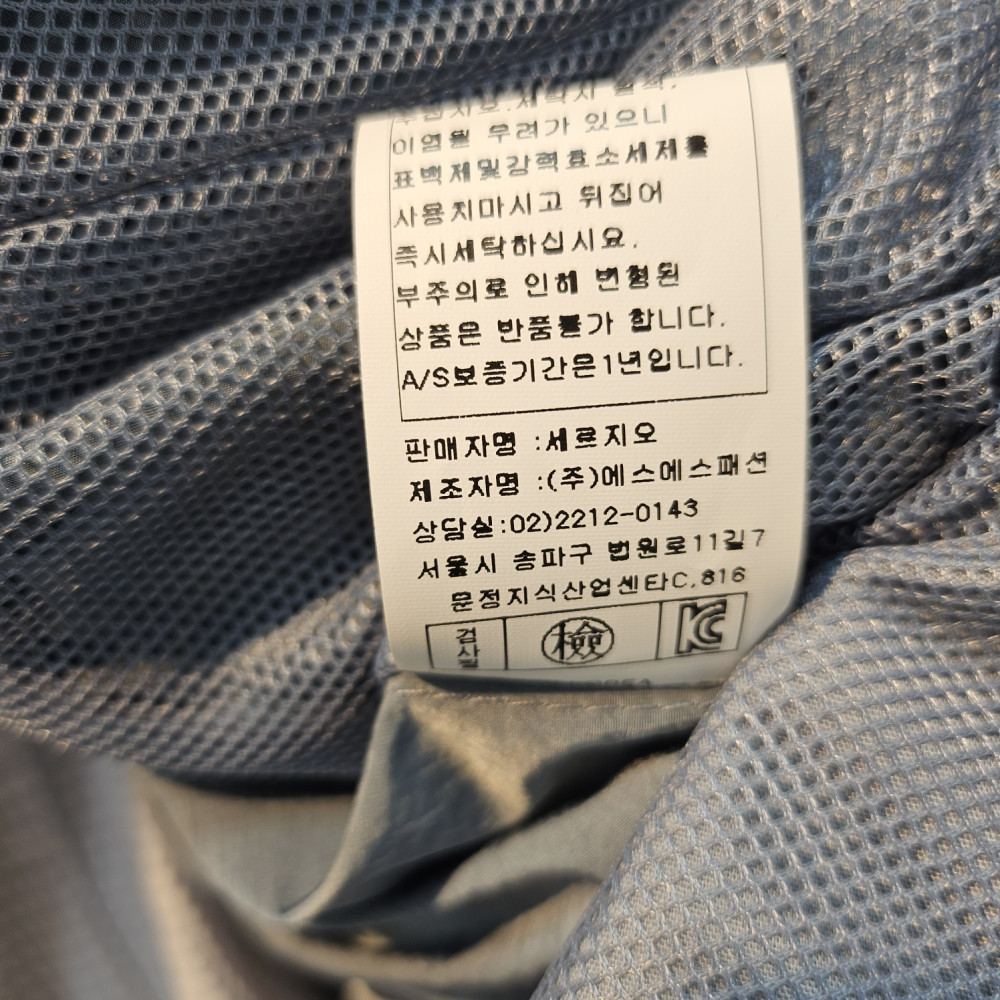 이염될 우려가 있으니
표백제및강력효소세제를
사용치마시고 뒤집어
즉시세탁하십시요.
부주의로 인해 변형된
상품은 반품불가 합니다.
A/S보증기간은1년입니다.
판매자명 :세르지오
제조자명 :(주)에스에스패션
상담실:02)2212-0143
서울시 송파구 법원로11길7
문정지식산업센타C,816
검사필
檢
KC